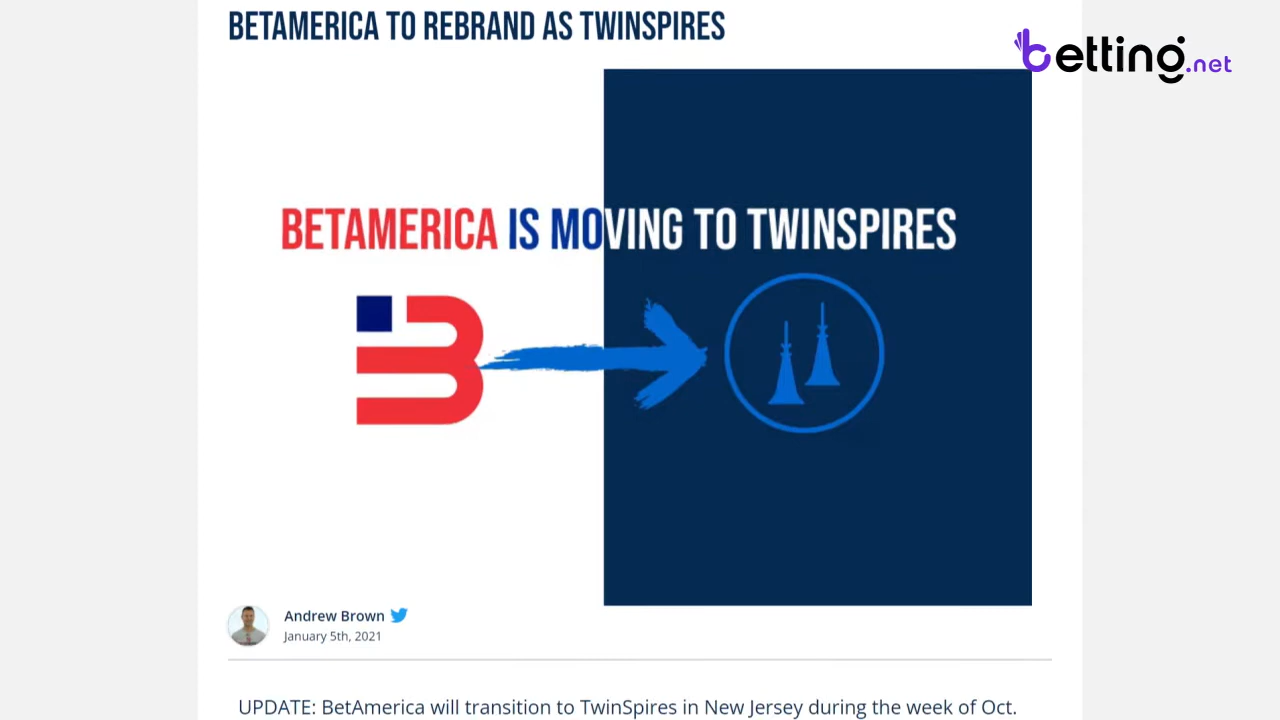 BETAMERICA TO REBRAND AS TWINSPIRES
betting.net
BETAMERICA IS MOVING TO TWINSPIRES
Andrew Brown
January 5th, 2021
UPDATE: BetAmerica will transition to TwinSpires in New Jersey during the week of Oct.